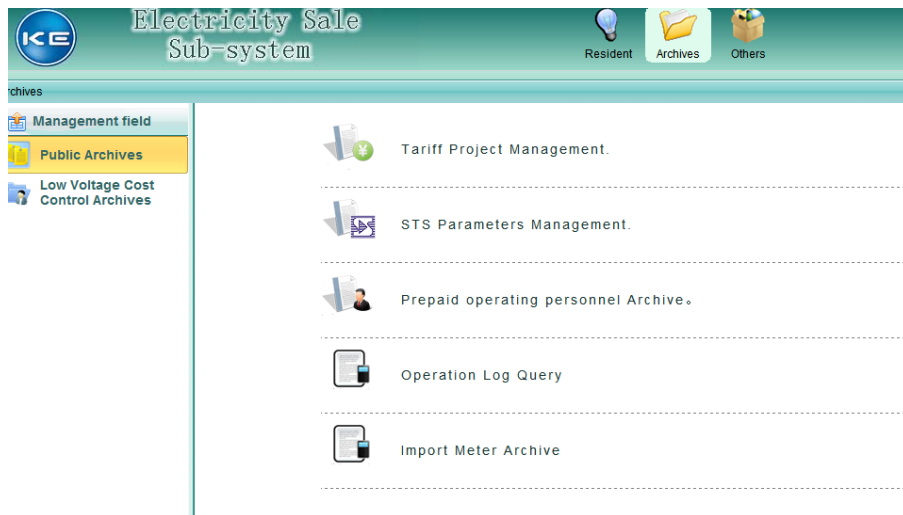 KE
Electricity Sale
Sub-system
Resident
Archives
Others
rchives
Management field
Public Archives
Low Voltage Cost
Control Archives
¥
Tariff Project Management.
STS Parameters Management.
Prepaid operating personnel Archive。
Operation Log Query
Import Meter Archive